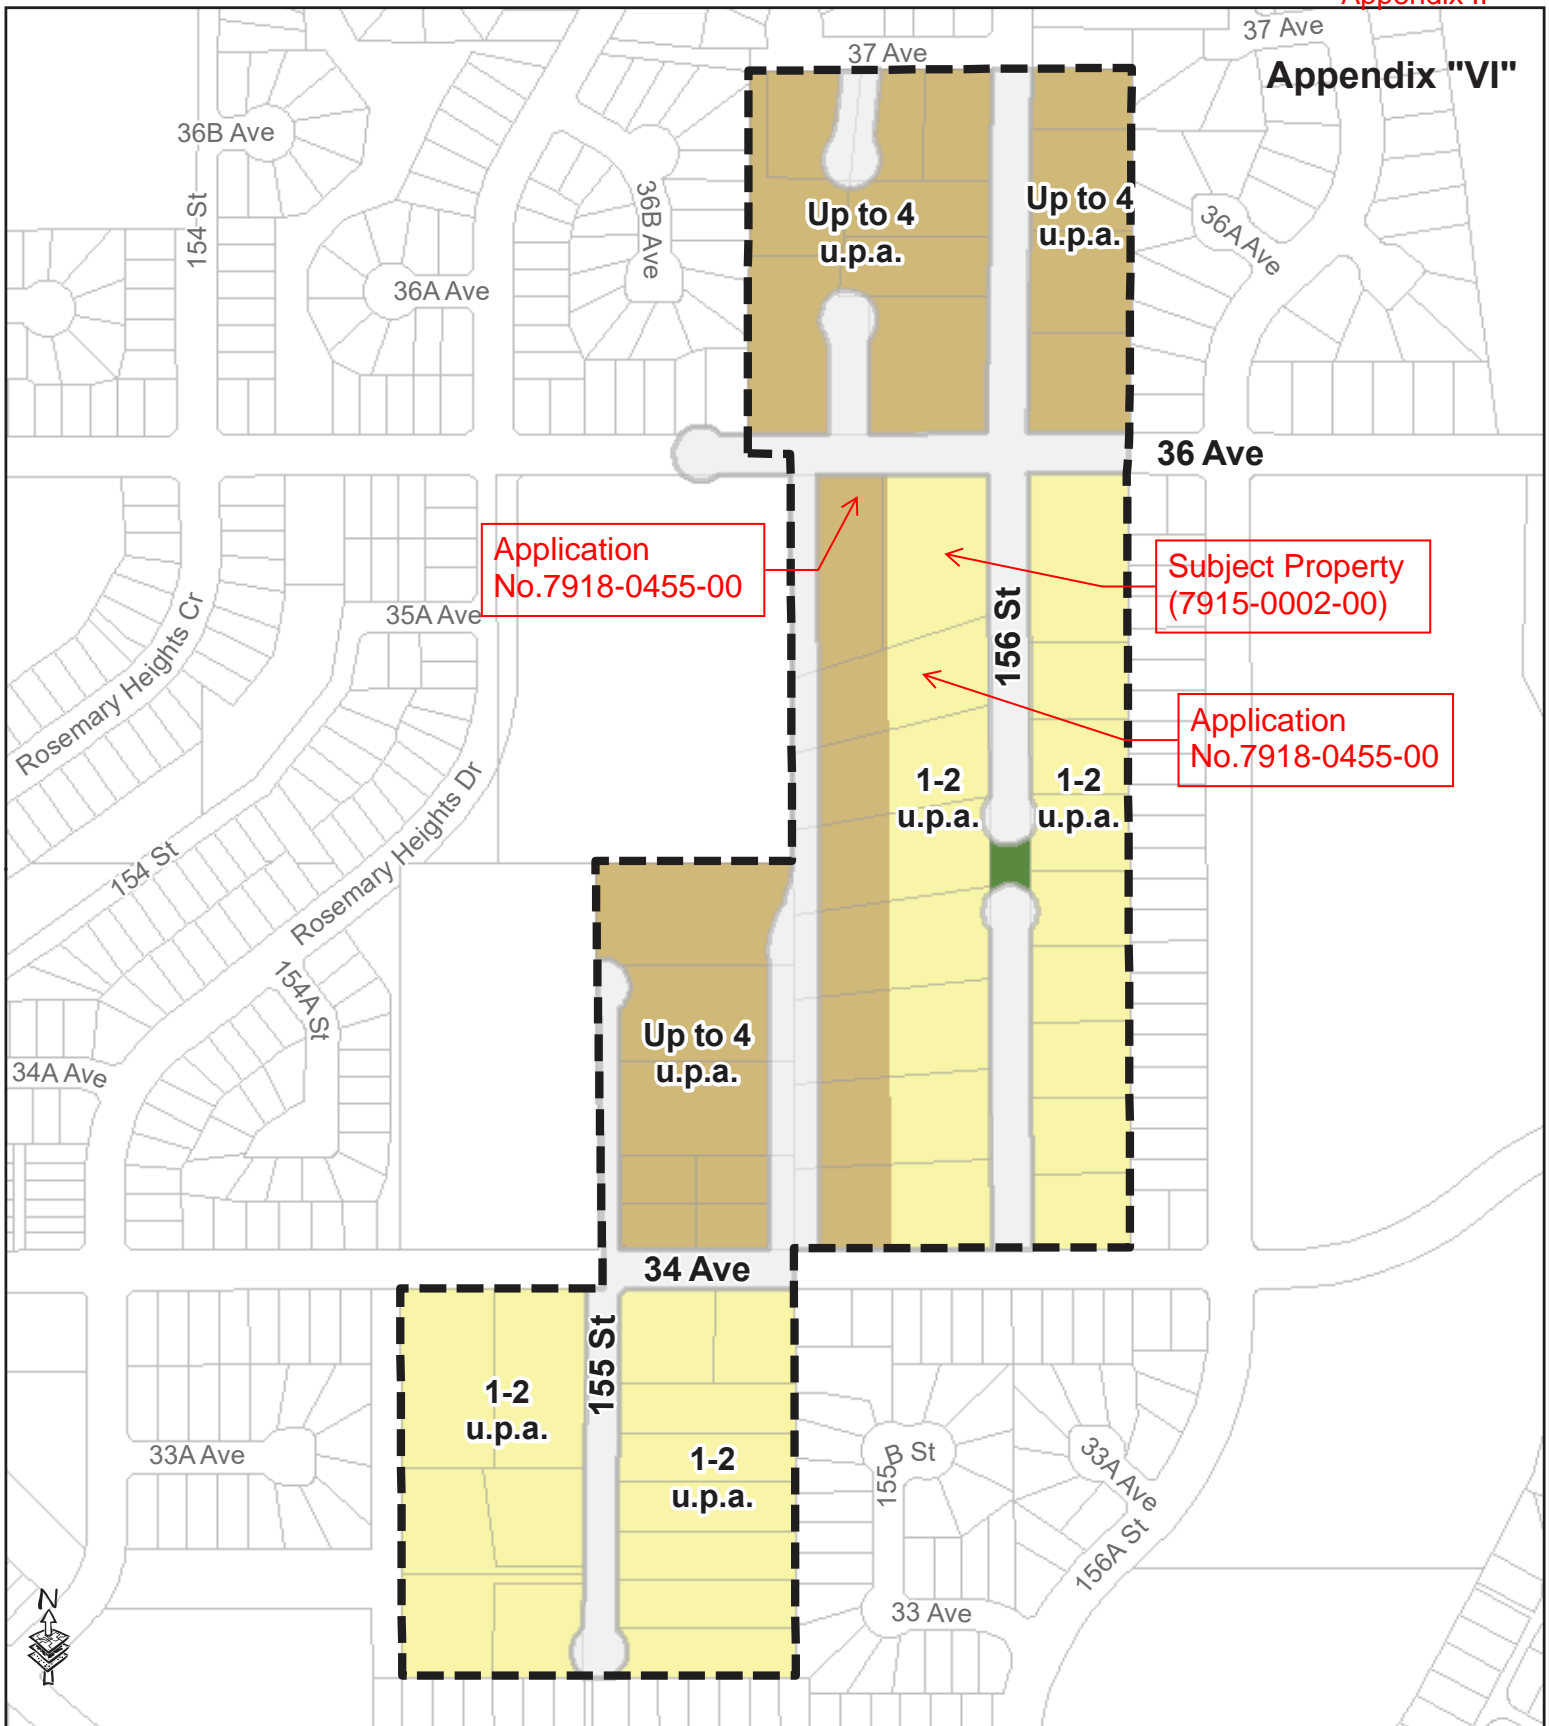 Appendix II
37 Ave
37 Ave
Appendix "VI"
36B Ave
154 St
36B Ave
36A Ave
36A Ave
Up to 4
u.p.a.
Up to 4
u.p.a.
36 Ave
Application
No.7918-0455-00
Subject Property
(7915-0002-00)
35A Ave
156 St
Rosemary Heights Cr
Application
No.7918-0455-00
1-2
u.p.a.
1-2
u.p.a.
154 St
Rosemary Heights Dr
154A St
Up to 4
u.p.a.
34A Ave
34 Ave
155 St
1-2
u.p.a.
1-2
u.p.a.
33A Ave
155B St
33A Ave
156A St
33 Ave
N